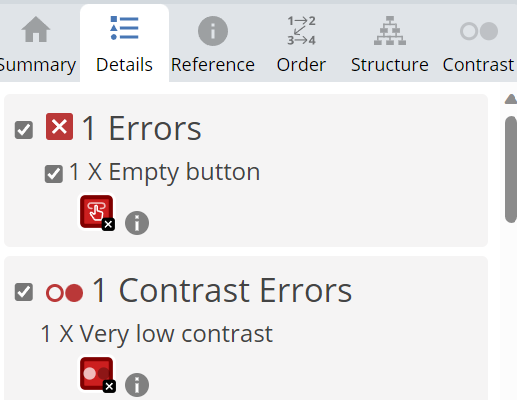 Summary Details Reference Order Structure Contrast
1 Errors
1 X Empty button
1 Contrast Errors
1 X Very low contrast